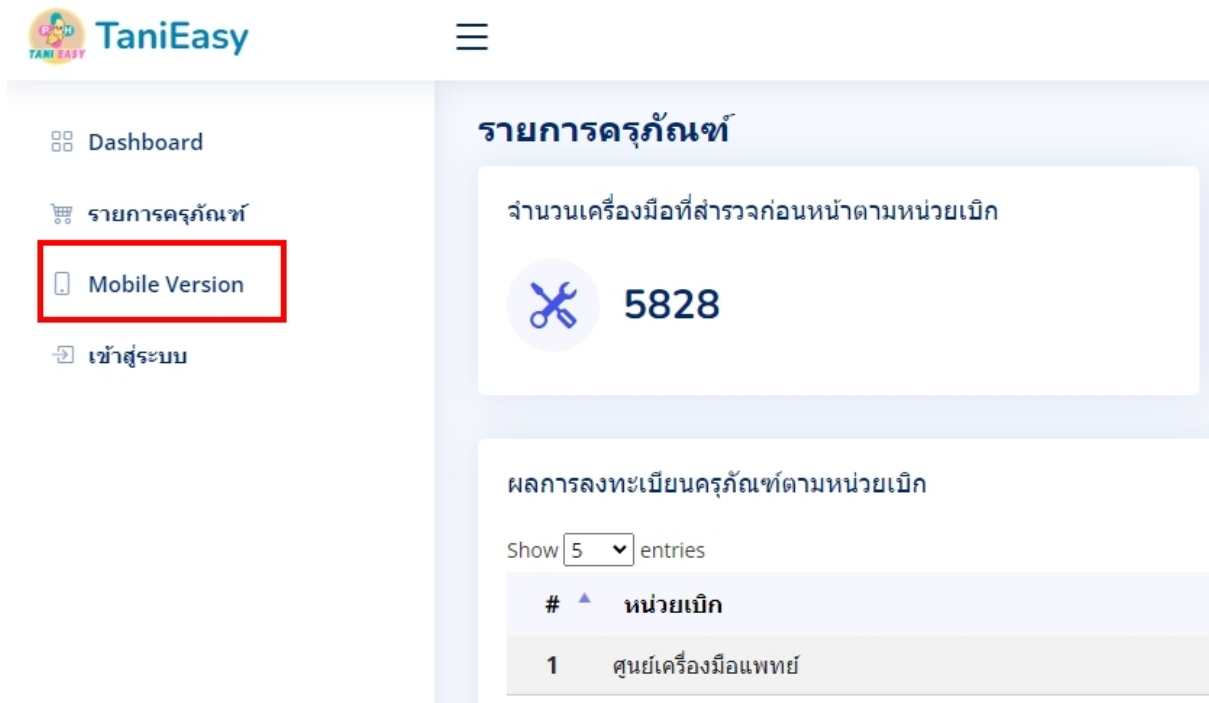 TANI EASY
TaniEasy
Dashboard
รายการครุภัณฑ์
Mobile Version
เข้าสู่ระบบ
รายการครุภัณฑ์
จำนวนเครื่องมือที่สำรวจก่อนหน้าตามหน่วยเบิก
5828
ผลการลงทะเบียนครุภัณฑ์ตามหน่วยเบิก
Show 5 entries
# หน่วยเบิก
1 ศูนย์เครื่องมือแพทย์